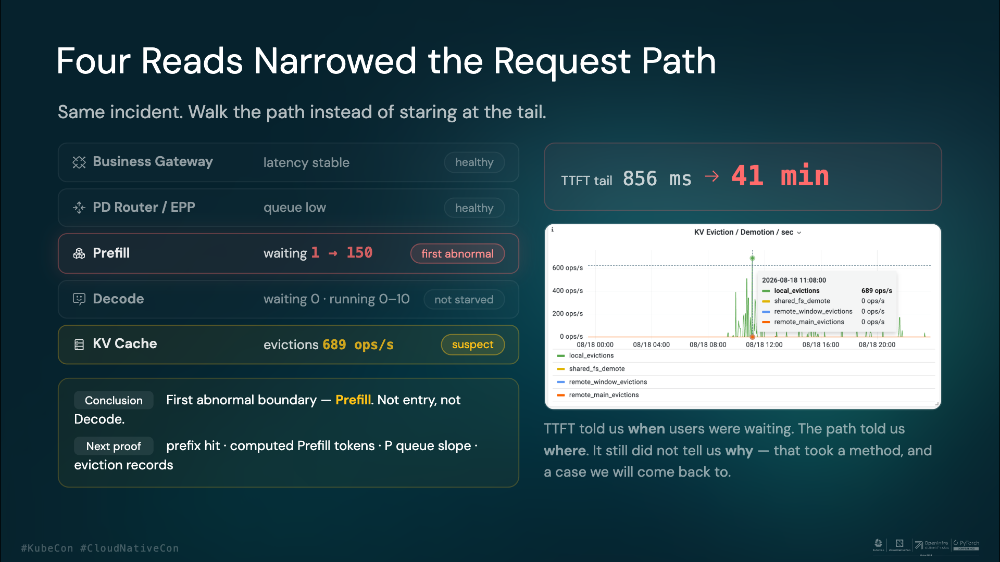 Four Reads Narrowed the Request Path
Same incident. Walk the path instead of staring at the tail.
Business Gateway latency stable healthy
PD Router / EPP queue low healthy
Prefill waiting 1 → 150 first abnormal
Decode waiting 0 · running 0–10 not starved
KV Cache evictions 689 ops/s suspect
Conclusion First abnormal boundary — Prefill. Not entry, not
Decode.
Next proof prefix hit · computed Prefill tokens · P queue slope ·
eviction records
TTFT tail 856 ms → 41 min
i
KV Eviction / Demotion / sec
600 ops/s
400 ops/s
200 ops/s
0 ops/s
08/18 00:00 08/18 04:00 08/18 08:00 08/18 12:00 08/18 16:00 08/18 20:00
2026-08-18 11:08:00
local_evictions 689 ops/s
shared_fs_demote 0 ops/s
remote_window_evictions 0 ops/s
remote_main_evictions 0 ops/s
local_evictions
shared_fs_demote
remote_window_evictions
remote_main_evictions
TTFT told us when users were waiting. The path told us
where. It still did not tell us why — that took a method, and
a case we will come back to.
#KubeCon #CloudNativeCon
KubeCon CloudNativeCon OpenInfra SUMMIT • ASIA PyTorch CONFERENCE